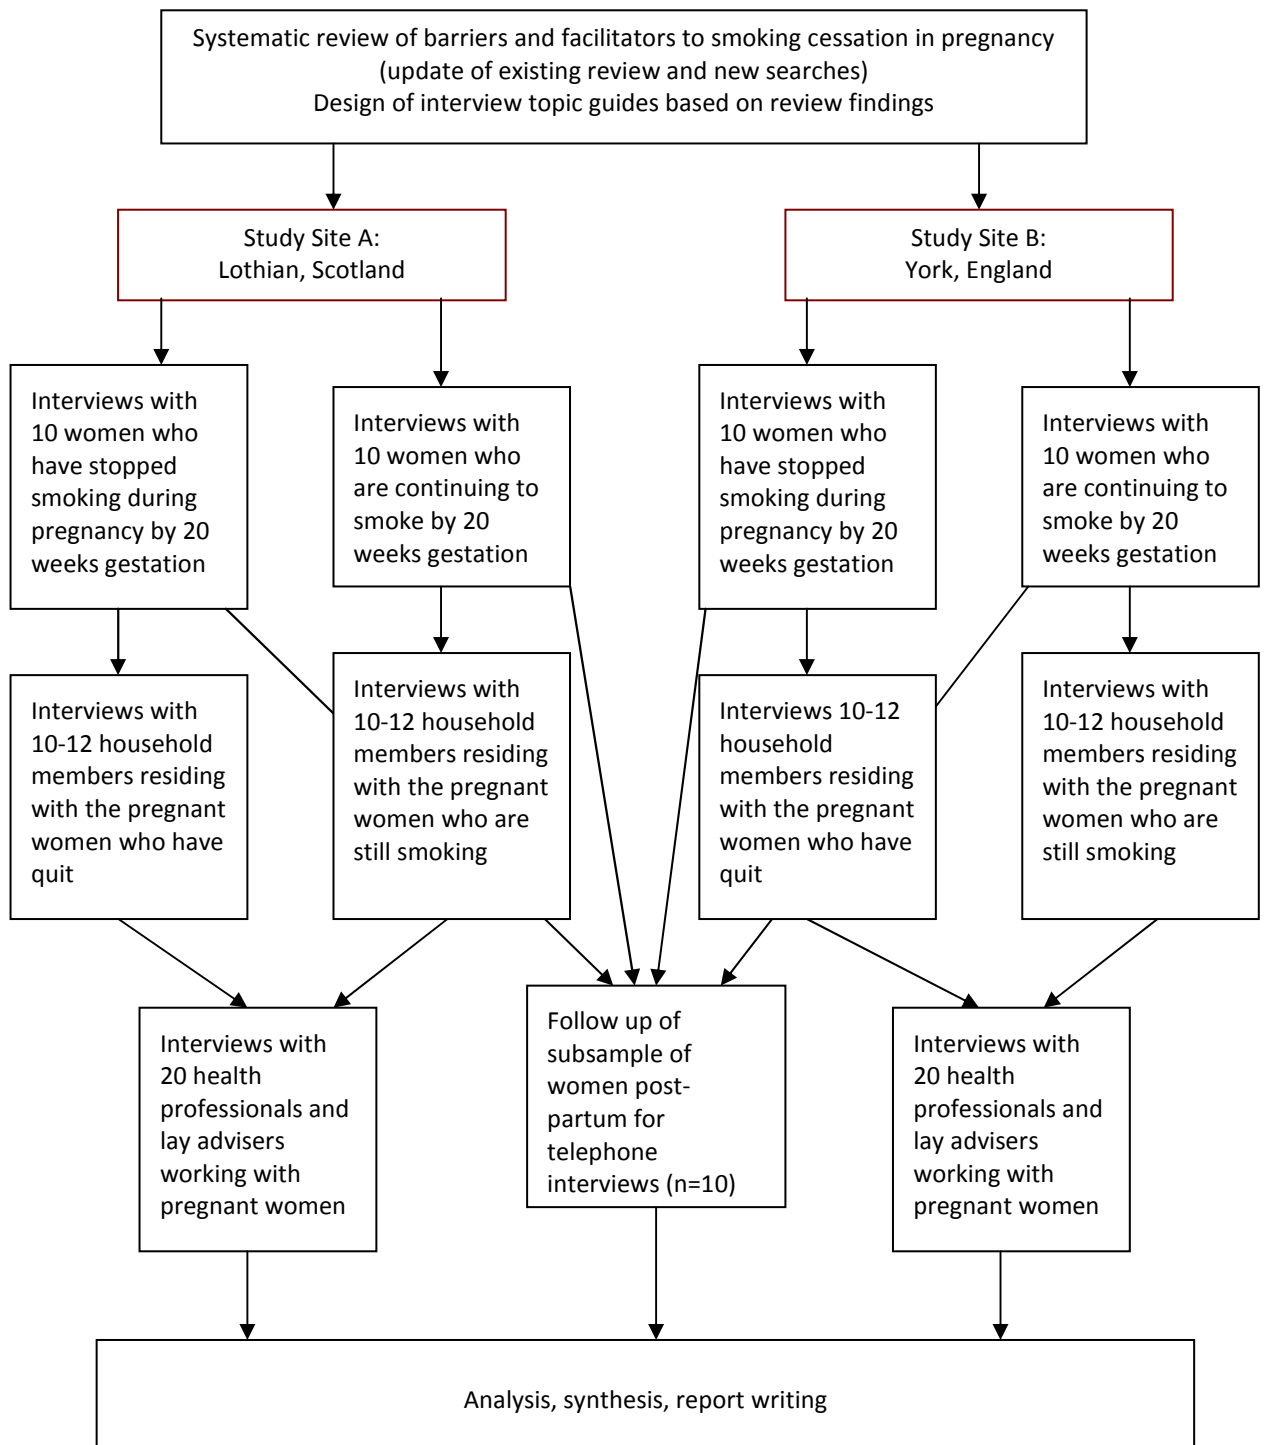 Systematic review of barriers and facilitators to smoking cessation in pregnancy
(update of existing review and new searches)
Design of interview topic guides based on review findings
Study Site A:
Lothian, Scotland
Study Site B:
York, England
Interviews with
10 women who
have stopped
smoking during
pregnancy by 20
weeks gestation
Interviews with
10 women who
are continuing to
smoke by 20
weeks gestation
Interviews with
10 women who
have stopped
smoking during
pregnancy by 20
weeks gestation
Interviews with
10 women who
are continuing to
smoke by 20
weeks gestation
Interviews with
10-12 household
members residing
with the pregnant
women who have
quit
Interviews with
10-12 household
members residing
with the pregnant
women who are
still smoking
Interviews 10-12
household
members residing
with the pregnant
women who have
quit
Interviews with
10-12 household
members residing
with the pregnant
women who are
still smoking
Interviews with
20 health
professionals and
lay advisers
working with
pregnant women
Follow up of
subsample of
women post-
partum for
telephone
interviews (n=10)
Interviews with
20 health
professionals and
lay advisers
working with
pregnant women
Analysis, synthesis, report writing